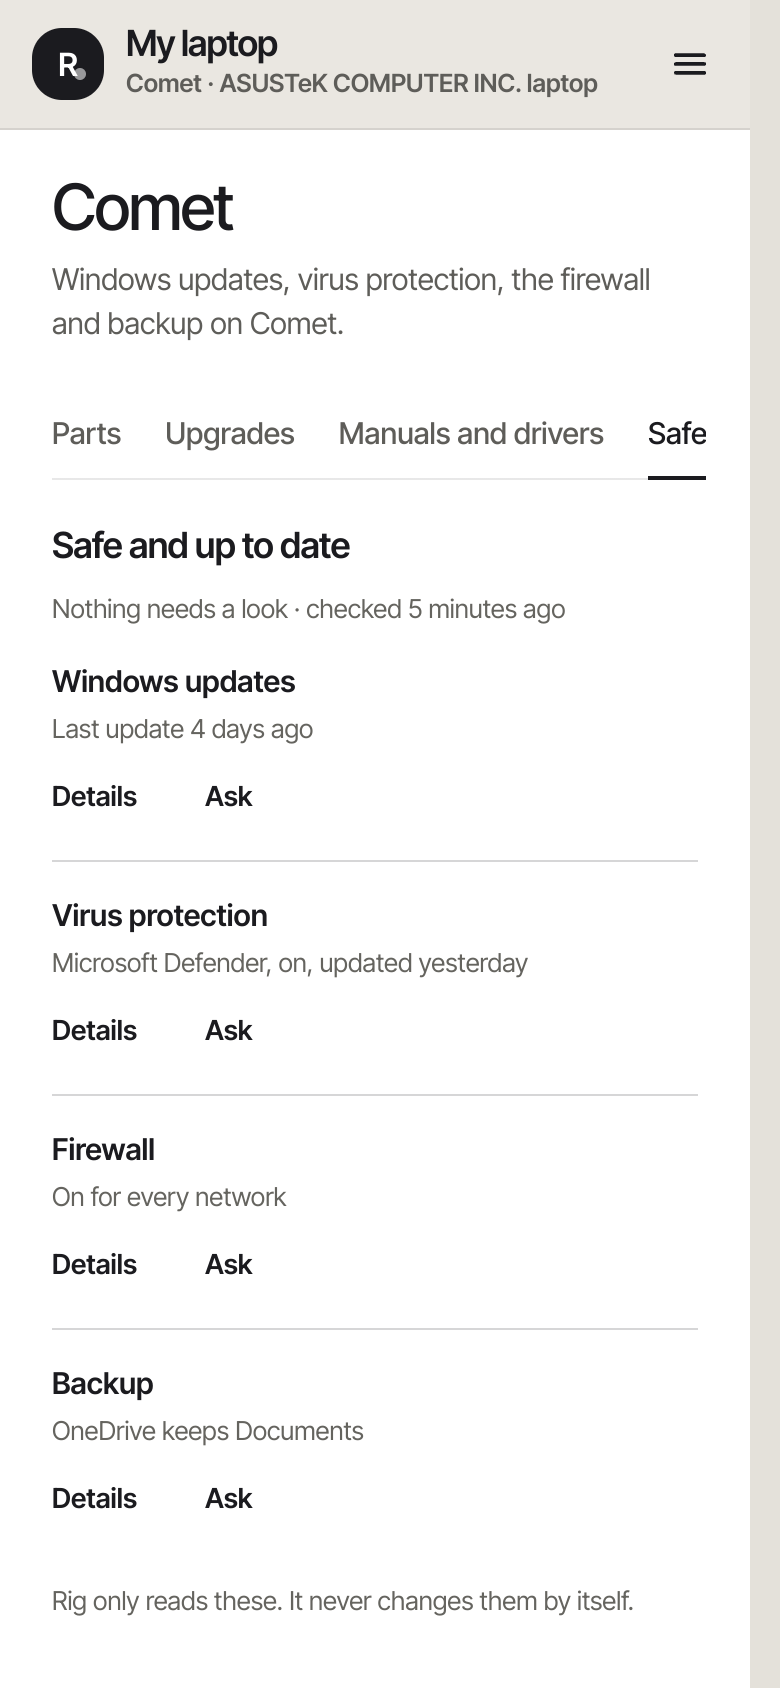 R
My laptop
Comet · ASUSTeK COMPUTER INC. laptop
Comet
Windows updates, virus protection, the firewall
and backup on Comet.
Parts Upgrades Manuals and drivers Safe
Safe and up to date
Nothing needs a look · checked 5 minutes ago
Windows updates
Last update 4 days ago
Details Ask
Virus protection
Microsoft Defender, on, updated yesterday
Details Ask
Firewall
On for every network
Details Ask
Backup
OneDrive keeps Documents
Details Ask
Rig only reads these. It never changes them by itself.